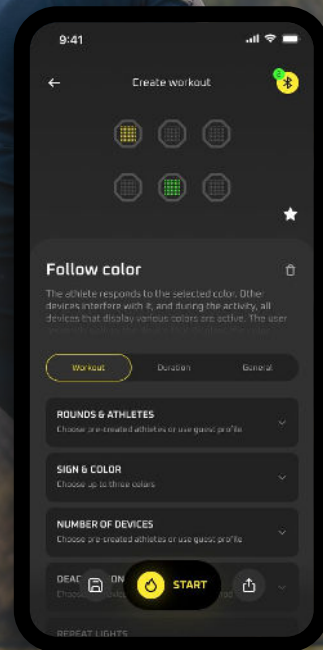 9:41
Create workout
Follow color
The athlete responds to the selected color. Other
devices interfere with it, and during the activity, all
devices that display various colors are active. The user
Workout Duration General
ROUNDS & ATHLETES
Choose pre-created athletes or use guest profile
SIGN & COLOR
Choose up to three colors
NUMBER OF DEVICES
Choose pre-created athletes or use guest profile
START
REPEAT LIGHTS